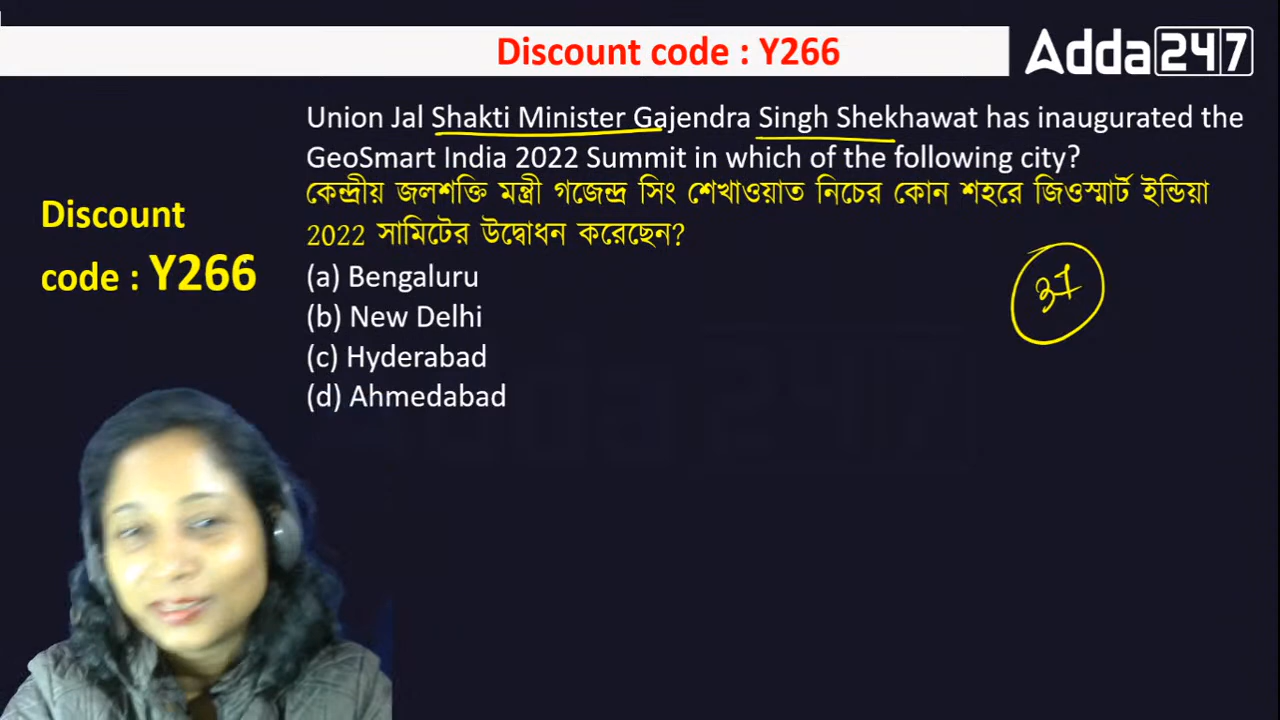 Discount code : Y266
Adda247
Union Jal Shakti Minister Gajendra Singh Shekhawat has inaugurated the
GeoSmart India 2022 Summit in which of the following city?
কেন্দ্রীয় জলশক্তি মন্ত্রী গজেন্দ্র সিং শেখাওয়াত নিচের কোন শহরে জিওস্মার্ট ইন্ডিয়া
2022 সামিটের উদ্বোধন করেছেন?
Discount
code : Y266
(a) Bengaluru
(b) New Delhi
(c) Hyderabad
(d) Ahmedabad